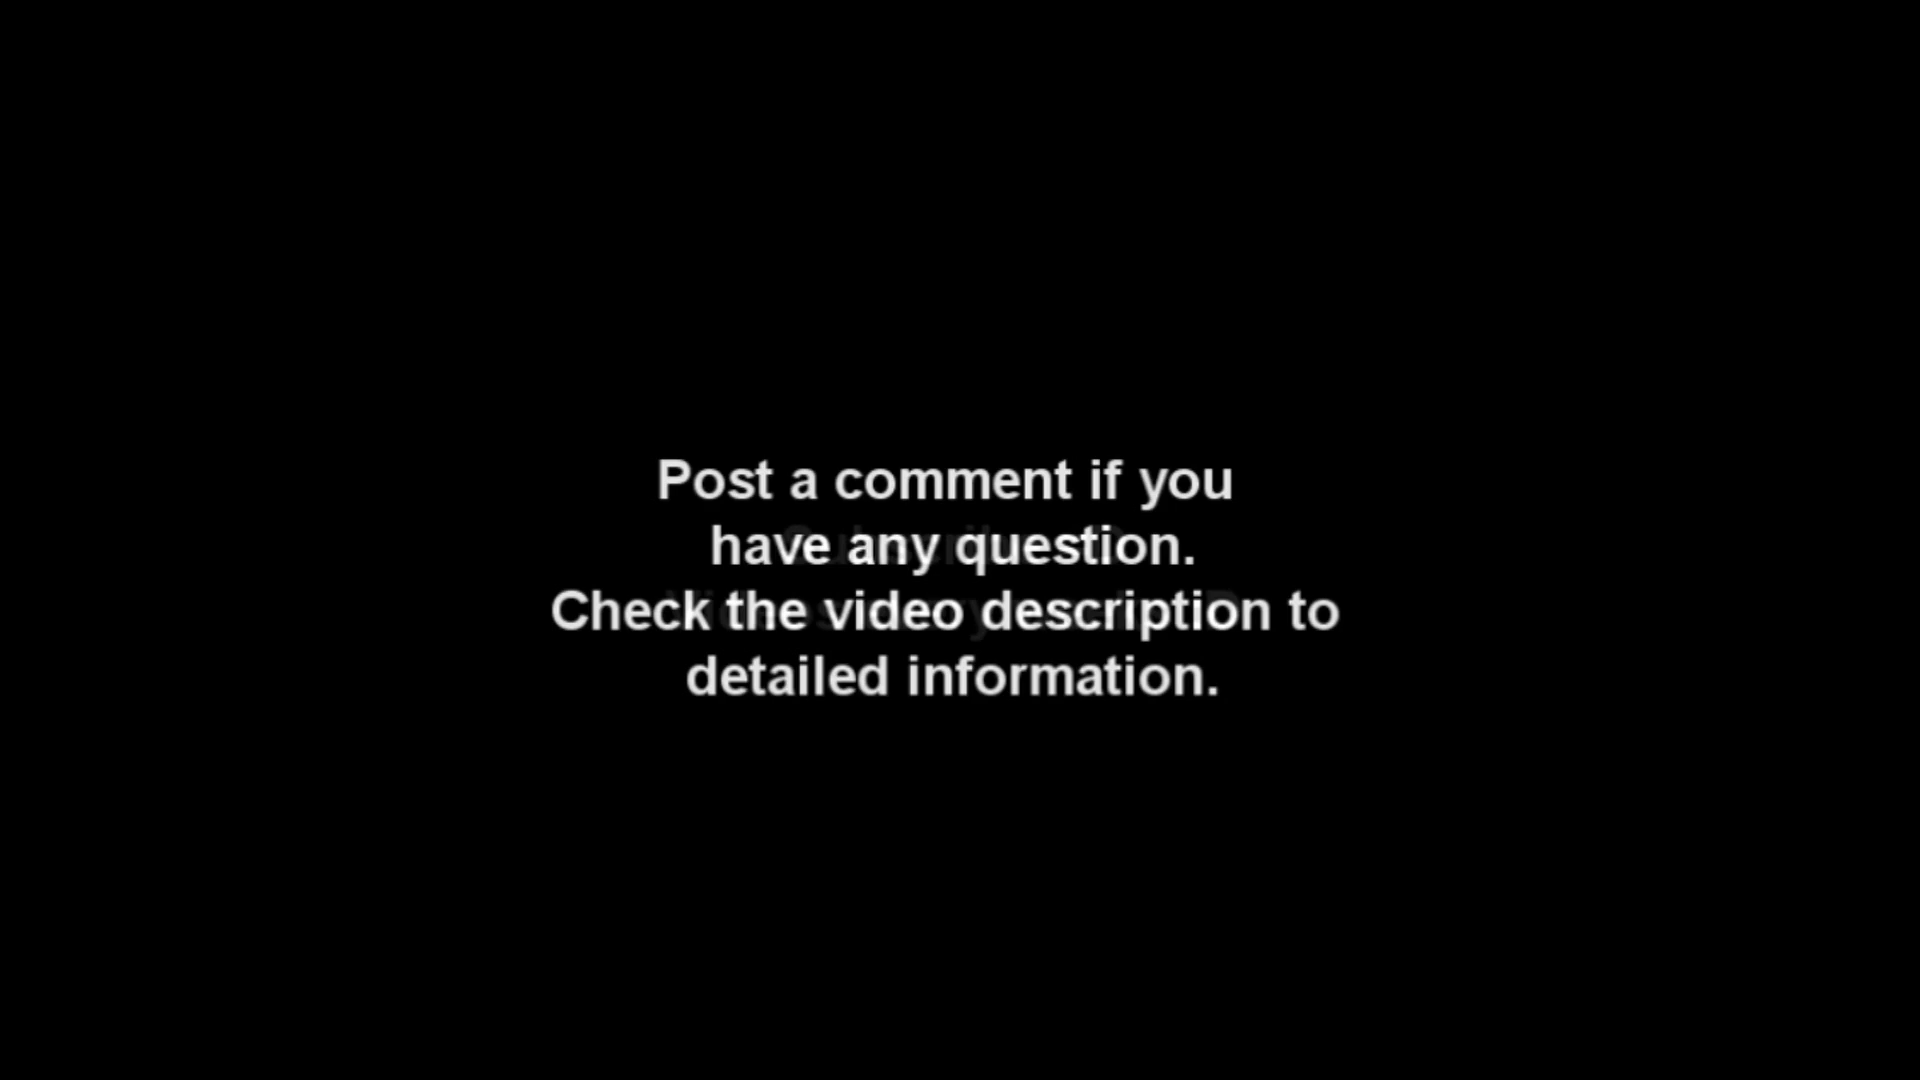 Post a comment if you
have any question.
Check the video description to
detailed information.